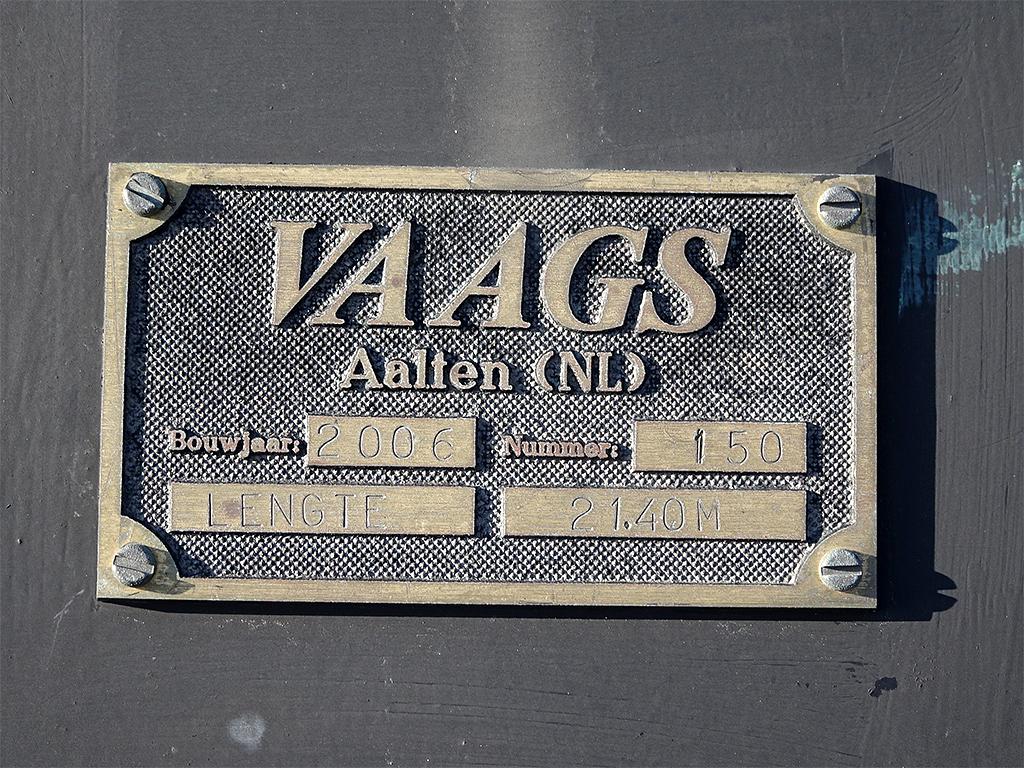 VAAGS
Aalten (NL)
Bouwjaar: 2006 Nummer: 150
LENGTE 21.40M